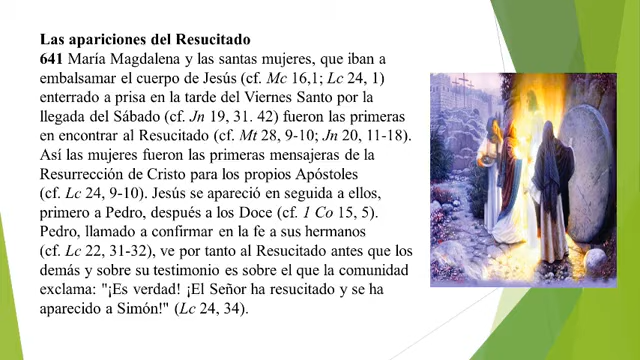 Las apariciones del Resucitado
641 María Magdalena y las santas mujeres, que iban a
embalsamar el cuerpo de Jesús (cf. Mc 16,1; Lc 24, 1)
enterrado a prisa en la tarde del Viernes Santo por la
llegada del Sábado (cf. Jn 19, 31. 42) fueron las primeras
en encontrar al Resucitado (cf. Mt 28, 9-10; Jn 20, 11-18).
Así las mujeres fueron las primeras mensajeras de la
Resurrección de Cristo para los propios Apóstoles
(cf. Lc 24, 9-10). Jesús se apareció en seguida a ellos,
primero a Pedro, después a los Doce (cf. 1 Co 15, 5).
Pedro, llamado a confirmar en la fe a sus hermanos
(cf. Lc 22, 31-32), ve por tanto al Resucitado antes que los
demás y sobre su testimonio es sobre el que la comunidad
exclama: "¡Es verdad! ¡El Señor ha resucitado y se ha
aparecido a Simón!" (Lc 24, 34).